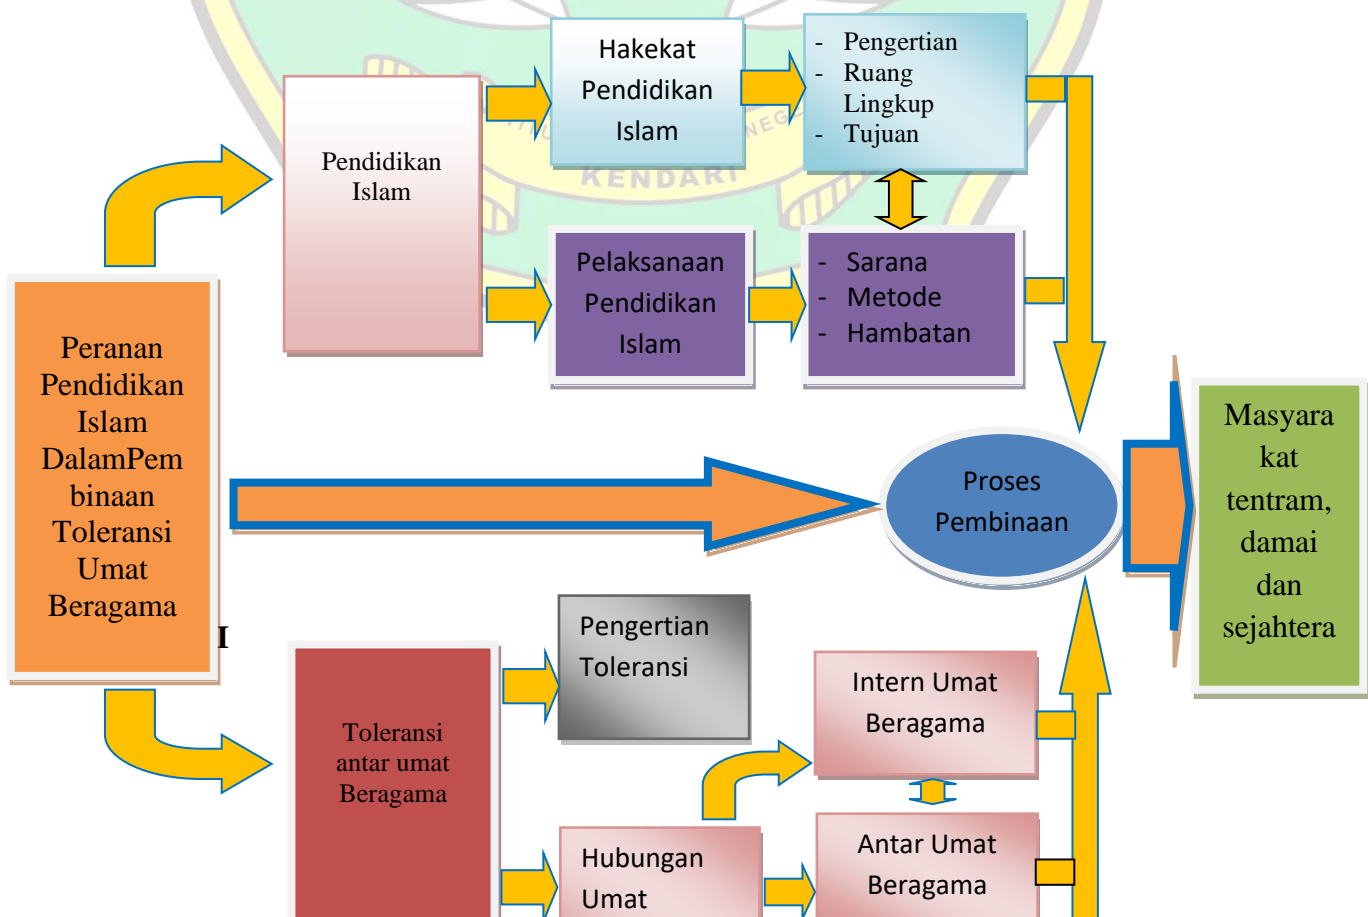 Hakekat
Pendidikan
Islam
- Pengertian
- Ruang
Lingkup
- Tujuan
Pendidikan
Islam
KENDARI
Pelaksanaan
Pendidikan
Islam
- Sarana
- Metode
- Hambatan
Peranan
Pendidikan
Islam
DalamPem
binaan
Toleransi
Umat
Beragama
I
Proses
Pembinaan
Masyara
kat
tentram,
damai
dan
sejahtera
Pengertian
Toleransi
Toleransi
antar umat
Beragama
Intern Umat
Beragama
Hubungan
Umat
Antar Umat
Beragama